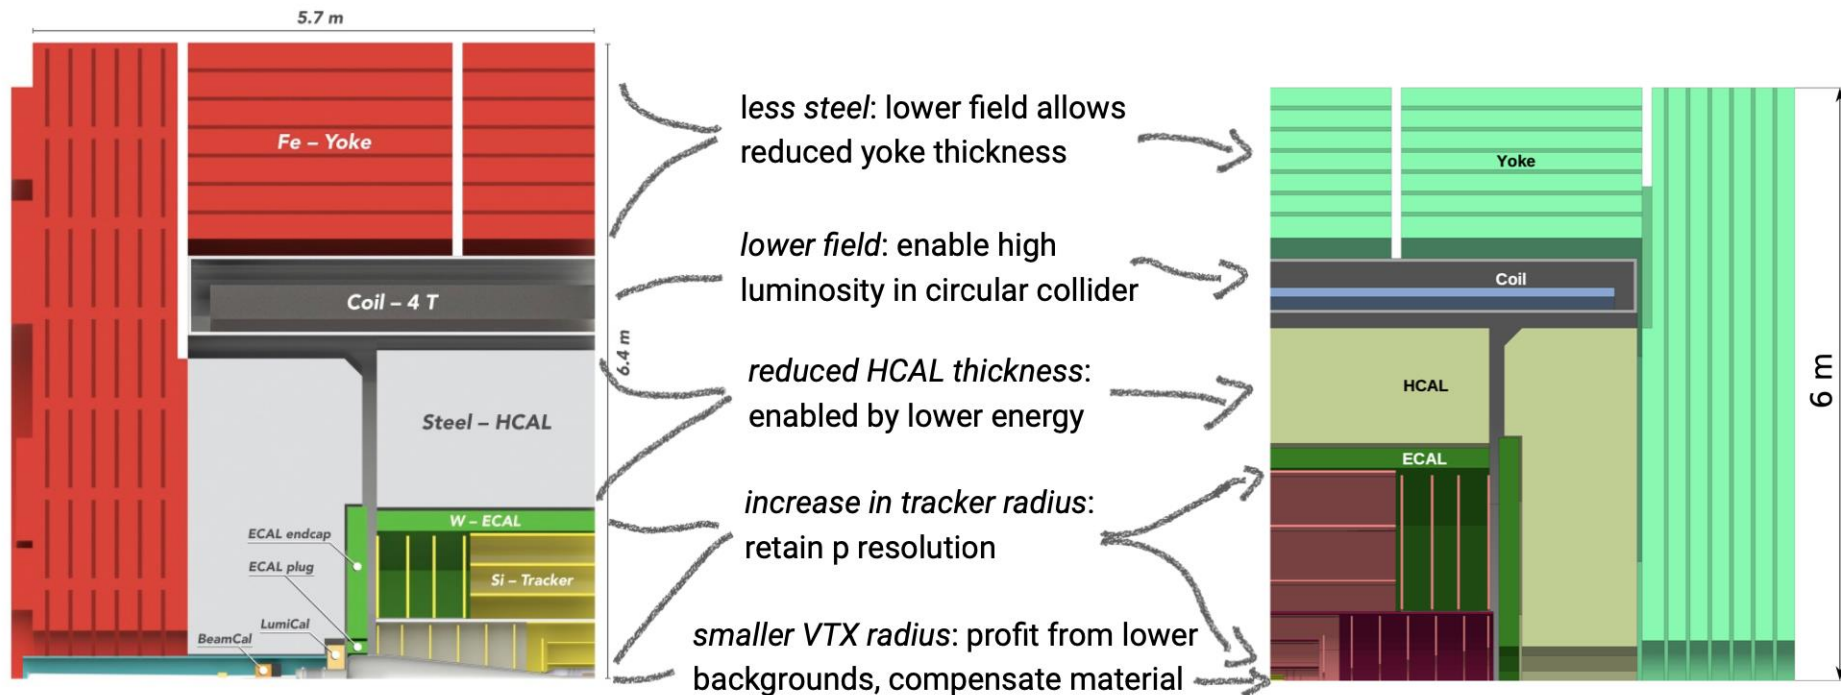 5.7 m
Fe – Yoke
Coil – 4 T
6.4 m
Steel – HCAL
W – ECAL
ECAL endcap
ECAL plug
Si – Tracker
LumiCal
BeamCal
less steel: lower field allows
reduced yoke thickness
lower field: enable high
luminosity in circular collider
reduced HCAL thickness:
enabled by lower energy
increase in tracker radius:
retain p resolution
smaller VTX radius: profit from lower
backgrounds, compensate material
Yoke
Coil
HCAL
ECAL
6 m